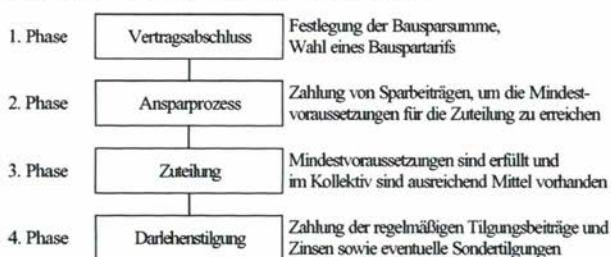 1. Phase Vertragsabschluss Festlegung der Bausparsumme,
Wahl eines Bauspartarifs
2. Phase Ansparprozess Zahlung von Sparbeiträgen, um die Mindest-
voraussetzungen für die Zuteilung zu erreichen
3. Phase Zuteilung Mindestvoraussetzungen sind erfüllt und
im Kollektiv sind ausreichend Mittel vorhanden
4. Phase Darlehenstilgung Zahlung der regelmäßigen Tilgungsbeiträge und
Zinsen sowie eventuelle Sondertilgungen